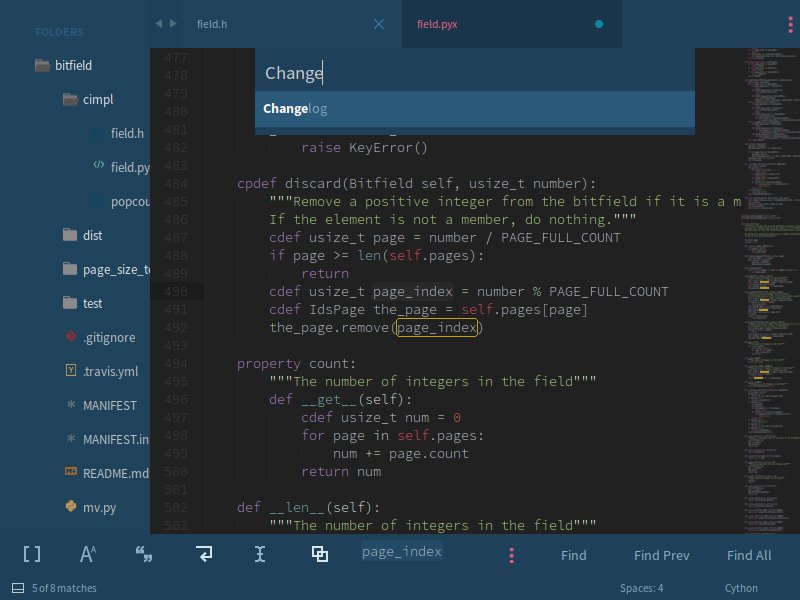 FOLDERS
bitfield
cimpl
field.h
field.py
popcou
dist
page_size_te
test
.gitignore
.travis.yml
MANIFEST
MANIFEST.in
README.md
mv.py
field.h
field.pyx
Change
Changelog
477
478
479
480
481
482 raise KeyError()
483
484 cpdef discard(Bitfield self, usize_t number):
485 """Remove a positive integer from the bitfield if it is a m
486 If the element is not a member, do nothing."""
487 cdef usize_t page = number / PAGE_FULL_COUNT
488 if page >= len(self.pages):
489 return
490 cdef usize_t page_index = number % PAGE_FULL_COUNT
491 cdef IdsPage the_page = self.pages[page]
492 the_page.remove(page_index)
493
494 property count:
495 """The number of integers in the field"""
496 def __get__(self):
497 cdef usize_t num = 0
498 for page in self.pages:
499 num += page.count
500 return num
501
502 def __len__(self):
503 """The number of integers in the field"""
page_index
Find
Find Prev
Find All
5 of 8 matches
Spaces: 4
Cython